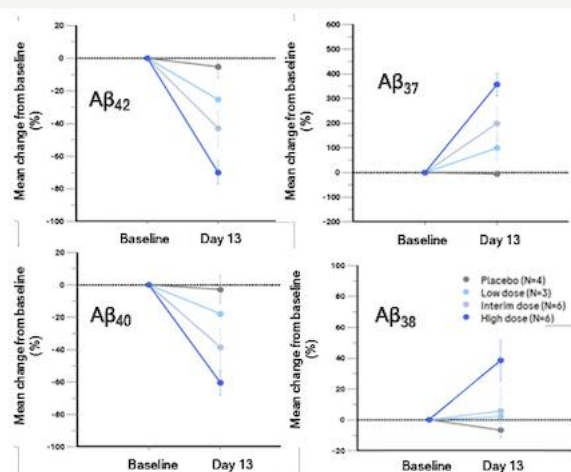 Mean change from baseline
(%)
20
0
-20
-40
-60
-80
-100
Aβ₄₂
Baseline
Day 13
Mean change from baseline
(%)
600
500
400
300
200
100
0
-100
-200
Aβ₃₇
Baseline
Day 13
Mean change from baseline
(%)
20
0
-20
-40
-60
-80
-100
Aβ₄₀
Baseline
Day 13
Mean change from baseline
(%)
100
80
60
40
20
0
-20
Placebo (N=4)
Low dose (N=3)
Interim dose (N=6)
High dose (N=6)
Aβ₃₈
Baseline
Day 13